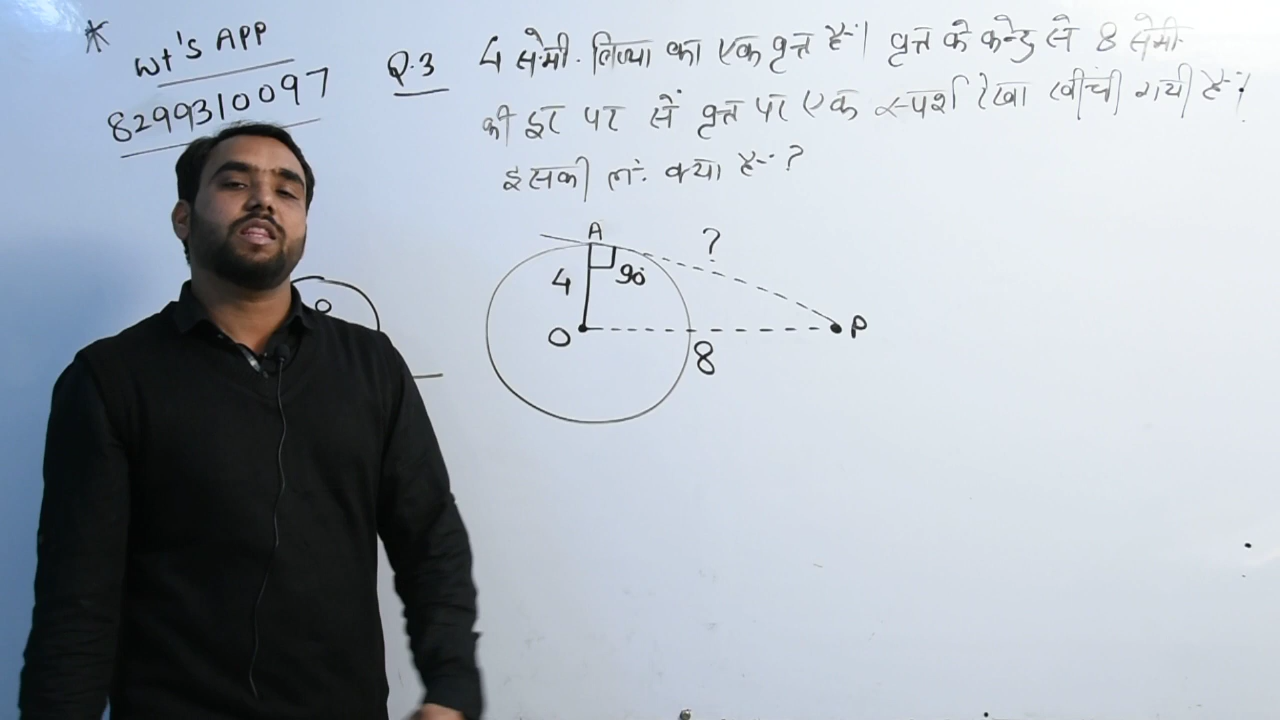 *
Wt's APP
8299310097
Q.3 4 सेमी. त्रिज्या का एक वृत्त है। वृत्त के केन्द्र से 8 सेमी.
की दूर पर से वृत्त पर एक स्पर्श रेखा खींची गयी है।
इसकी ल. क्या है ?
A
?
4
90
O
O
P
8